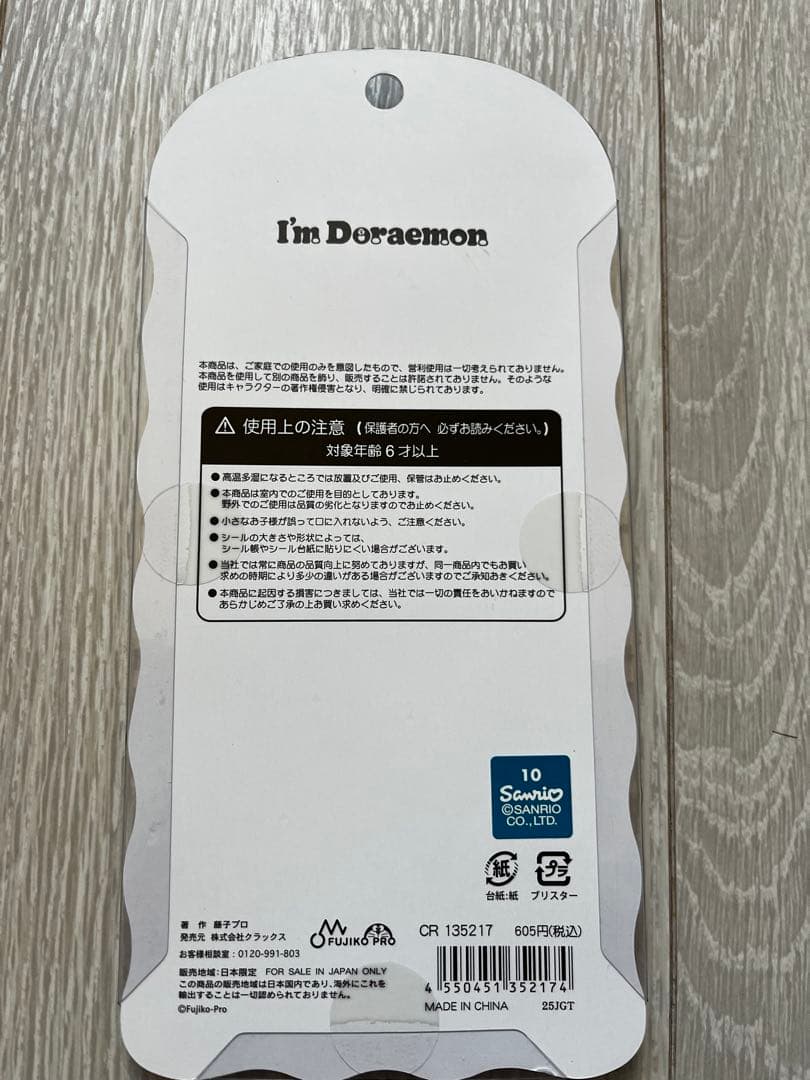 I'm Doraemon
本商品は、ご家庭での使用のみを意図したもので、営利使用は一切考えられておりません。
本商品を使用して別の商品を飾り、販売することは許諾されておりません。そのような
使用はキャラクターの著作権侵害となり、明確に禁じられております。
⚠ 使用上の注意 (保護者の方へ 必ずお読みください。)
対象年齢6才以上
●高温多湿になるところでは放置及びご使用、保管はお止めください。
●本商品は室内でのご使用を目的としております。
野外でのご使用は品質の劣化となりますのでお止めください。
●小さなお子様が誤って口に入れないよう、ご注意ください。
●シールの大きさや形状によっては、
シール帳やシール台紙に貼りにくい場合がございます。
●当社では常に商品の品質向上に努めておりますが、同一商品内でもお買い
求めの時期により多少の違いがある場合がございますのでご承知おきください。
●本商品に起因する損害につきましては、当社では一切の責任をおいかねますので
あらかじめご了承の上お買い求めください。
10
Sanrio
©SANRIO
CO.,LTD.
紙
プラ
台紙:紙 ブリスター
著 作 藤子プロ
発売元 株式会社クラックス
お客様相談室:0120-991-803
FUJIKO PRO
CR 135217 605円(税込)
販売地域:日本限定 FOR SALE IN JAPAN ONLY
この商品の販売地域は日本国内であり、海外にこれを
輸出することは一切認められておりません。
©Fujiko-Pro
4 550451 352174
MADE IN CHINA 25JGT